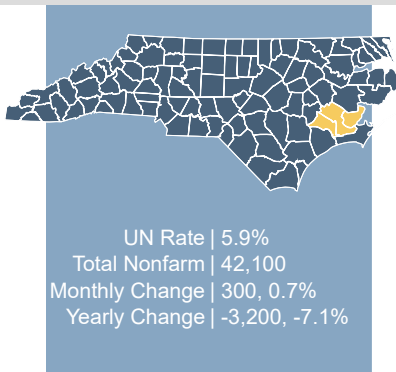 UN Rate | 5.9%
Total Nonfarm | 42,100
Monthly Change | 300, 0.7%
Yearly Change | -3,200, -7.1%